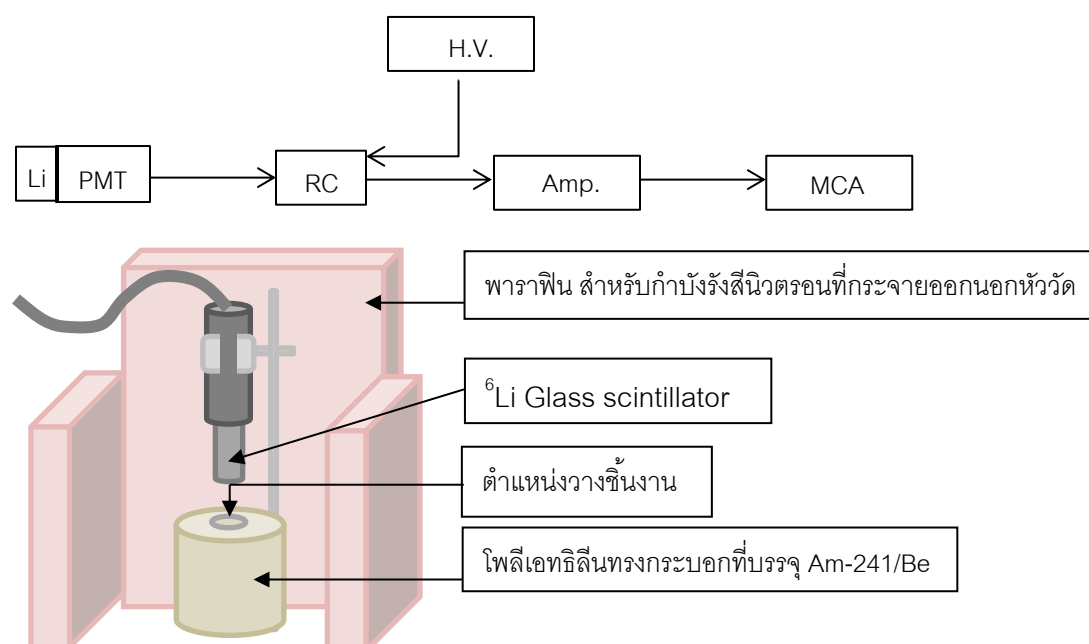 H.V.
Li
PMT
RC
Amp.
MCA
พาราฟิน สำหรับกำบังรังสีนิวตรอนที่กระจายออกนอกหัววัด
⁶Li Glass scintillator
ตำแหน่งวางชิ้นงาน
โพลีเอทธิลีนทรงกระบอกที่บรรจุ Am-241/Be